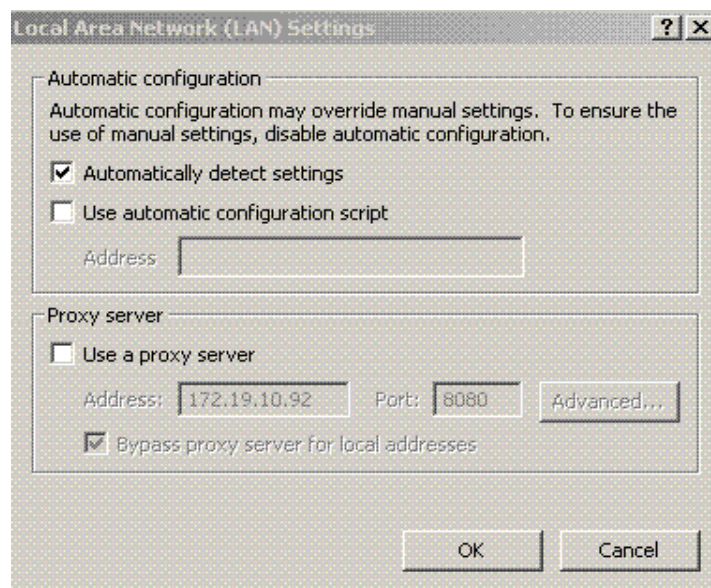 Local Area Network (LAN) Settings
Automatic configuration
Automatic configuration may override manual settings. To ensure the
use of manual settings, disable automatic configuration.
Automatically detect settings
Use automatic configuration script
Address
Proxy server
Use a proxy server
Address: 172.19.10.92 Port: 8080 Advanced...
Bypass proxy server for local addresses
OK Cancel